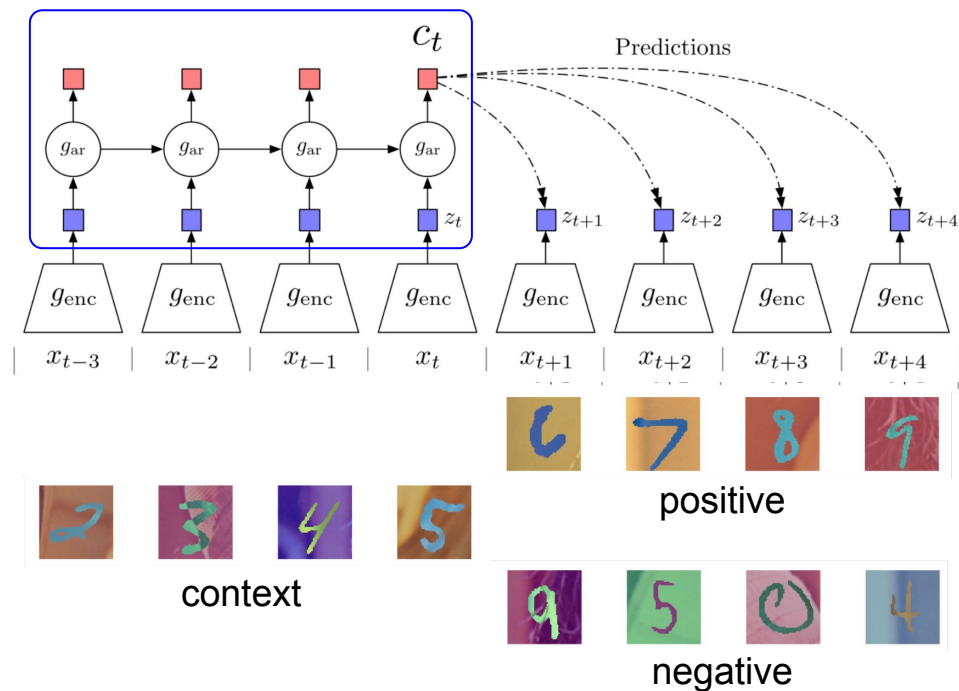 c_t
Predictions
g_ar g_ar g_ar g_ar
z_t z_{t+1} z_{t+2} z_{t+3} z_{t+4}
g_enc g_enc g_enc g_enc g_enc g_enc g_enc g_enc
| x_{t−3} | x_{t−2} | x_{t−1} | x_t | x_{t+1} | x_{t+2} | x_{t+3} | x_{t+4} |
6 7 8 9
positive
2 3 4 5
context
9 5 0 4
negative